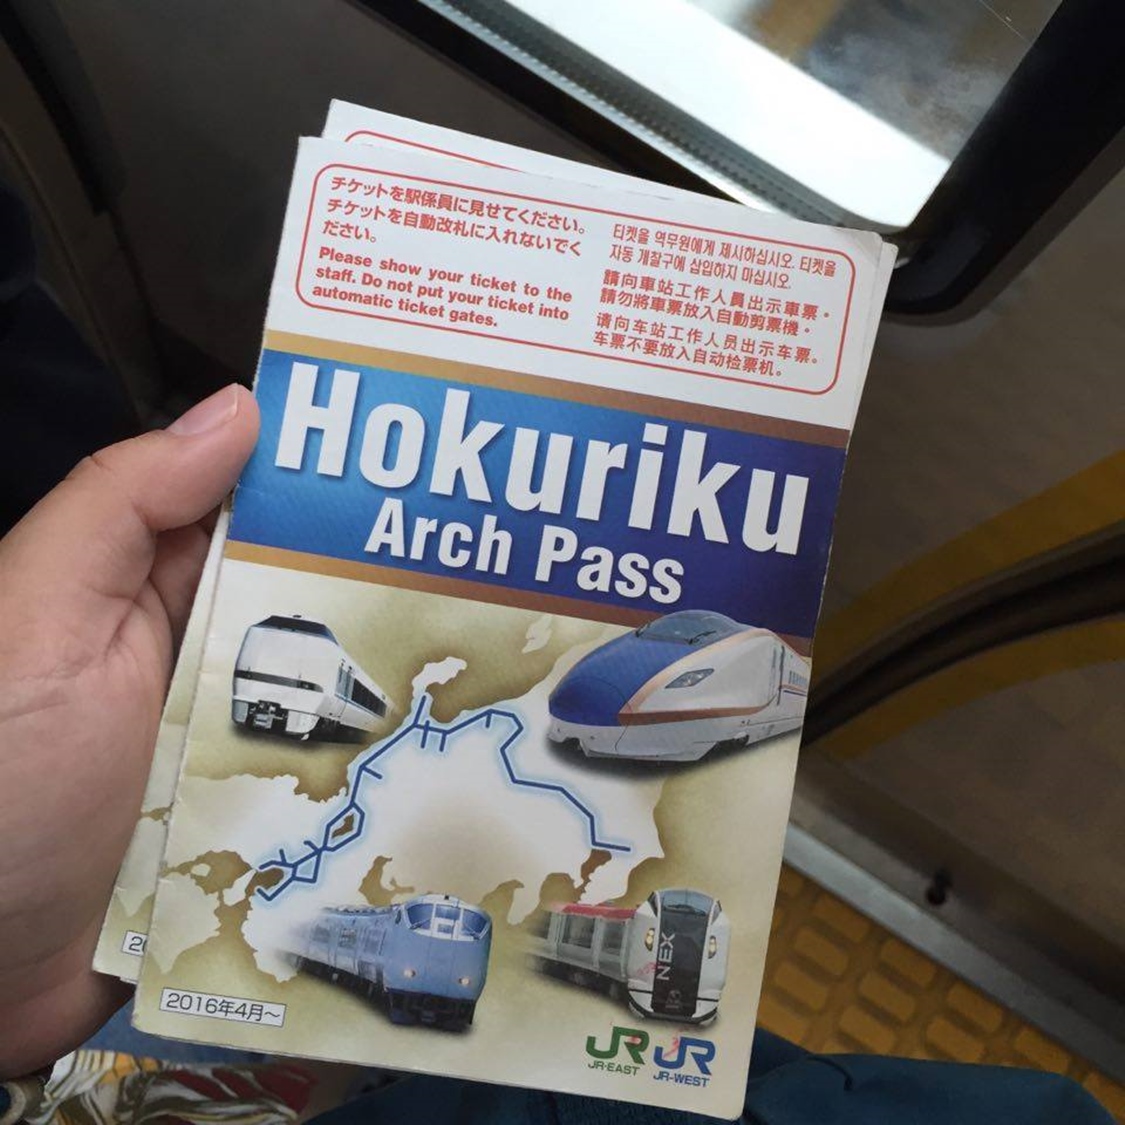 チケットを駅係員に見せてください。
チケットを自動改札に入れないでく
ださい。
Please show your ticket to the
staff. Do not put your ticket into
automatic ticket gates.
티켓을 역무원에게 제시하십시오. 티켓을
자동 개찰구에 삽입하지 마십시오.
請向車站工作人員出示車票。
請勿將車票放入自動剪票機。
请向车站工作人员出示车票。
车票不要放入自动检票机。
Hokuriku
Arch Pass
NEX
2016年4月～
20
JR JR
JR-EAST JR-WEST